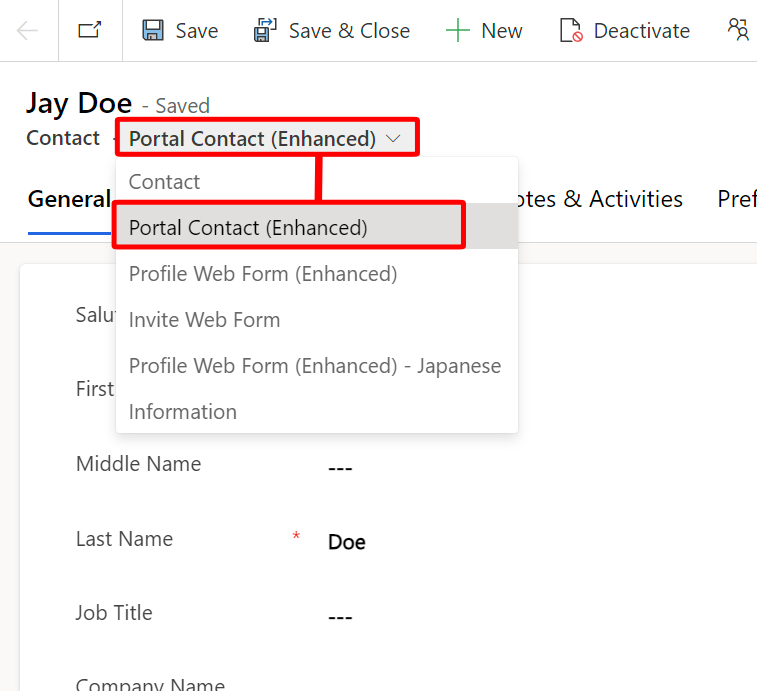 Save Save & Close New Deactivate
Jay Doe - Saved
Contact · Portal Contact (Enhanced)
Contact
General
Portal Contact (Enhanced)
otes & Activities Pref
Profile Web Form (Enhanced)
Salu
Invite Web Form
Profile Web Form (Enhanced) - Japanese
First
Information
Middle Name ---
Last Name * Doe
Job Title ---
Company Name